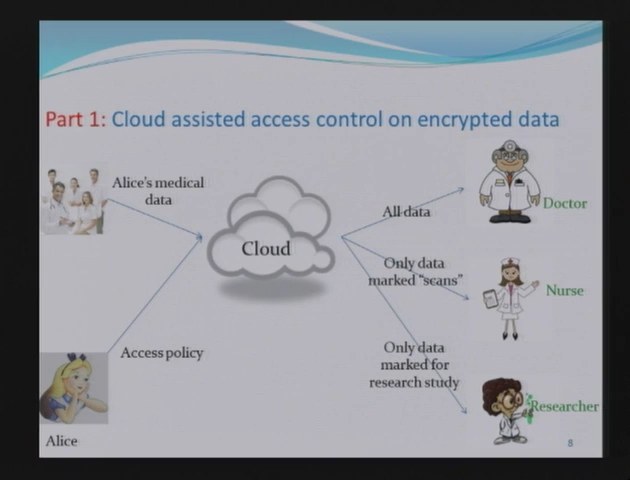 Part 1: Cloud assisted access control on encrypted data
Alice's medical
data
Cloud
All data
Doctor
Only data
marked "scans"
Nurse
Access policy
Only data
marked for
research study
Researcher
Alice
8